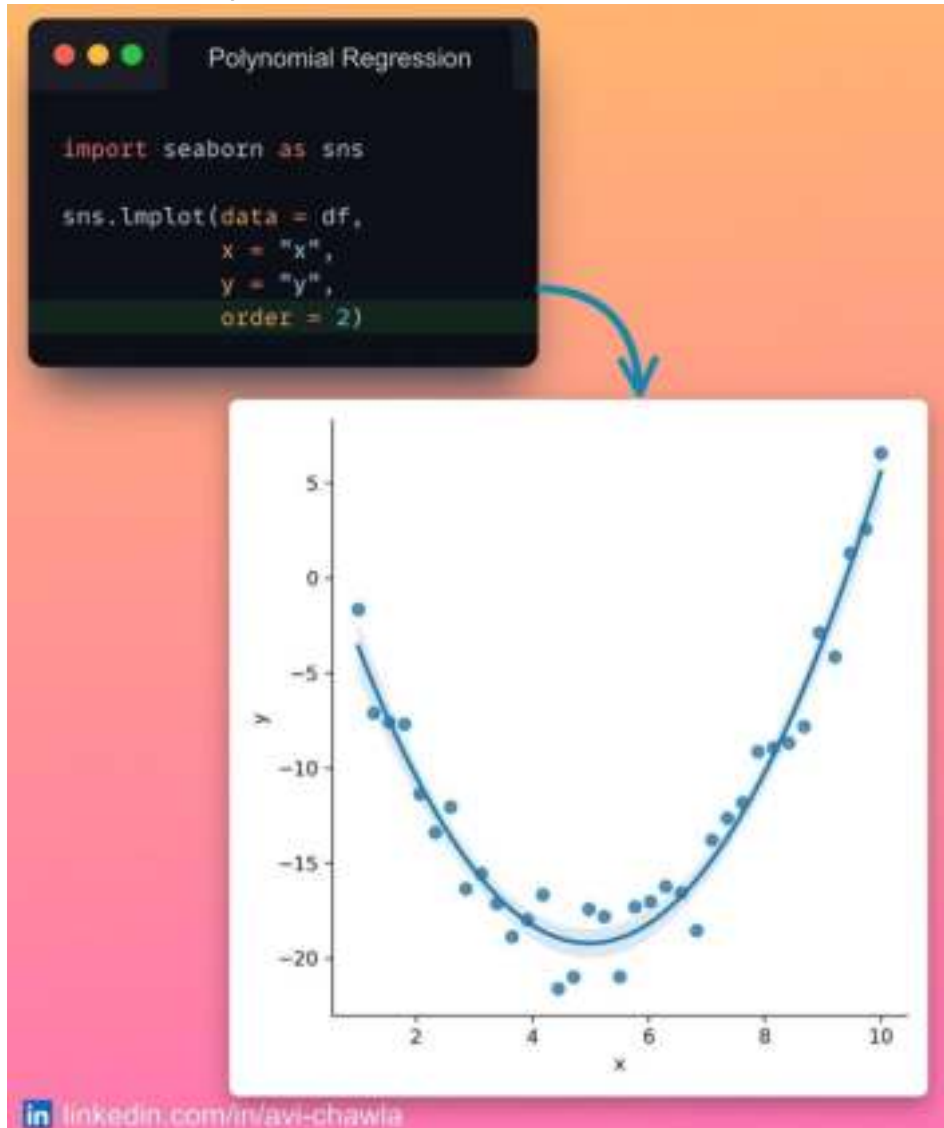 Polynomial Regression
import seaborn as sns
sns.lmplot(data = df,
x = "x",
y = "y",
order = 2)
5
0
−5
−10
−15
−20
y
2 4 6 8 10
x
in linkedin.com/in/avi-chawla